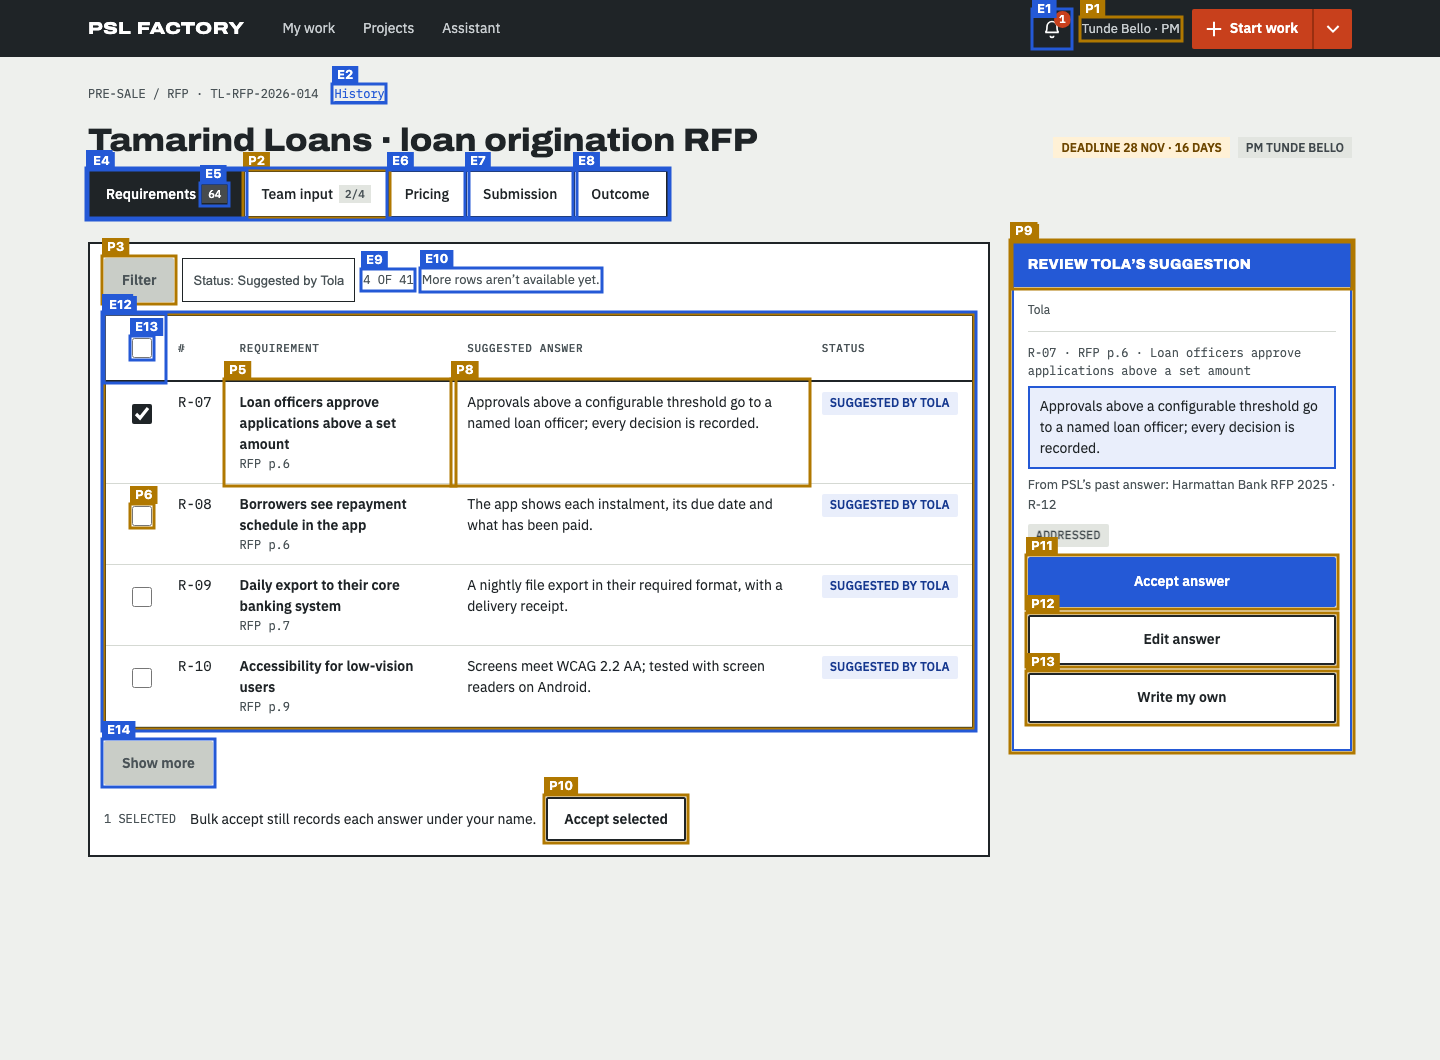 E1
P1
PSL FACTORY
My work
Projects
Assistant
1
Tunde Bello · PM
Start work
E2
PRE-SALE / RFP · TL-RFP-2026-014
History
Tamarind Loans · loan origination RFP
DEADLINE 28 NOV · 16 DAYS
PM TUNDE BELLO
E4
E5
P2
E6
E7
E8
Requirements 64
Team input 2/4
Pricing
Submission
Outcome
P3
E9
E10
Filter
Status: Suggested by Tola
4 OF 41
More rows aren’t available yet.
E12
E13
#
REQUIREMENT
SUGGESTED ANSWER
STATUS
P5
P8
R-07
Loan officers approve
applications above a set
amount
RFP p.6
Approvals above a configurable threshold go to a
named loan officer; every decision is recorded.
SUGGESTED BY TOLA
P6
R-08
Borrowers see repayment
schedule in the app
RFP p.6
The app shows each instalment, its due date and
what has been paid.
SUGGESTED BY TOLA
R-09
Daily export to their core
banking system
RFP p.7
A nightly file export in their required format, with a
delivery receipt.
SUGGESTED BY TOLA
R-10
Accessibility for low-vision
users
RFP p.9
Screens meet WCAG 2.2 AA; tested with screen
readers on Android.
SUGGESTED BY TOLA
E14
Show more
P10
1 SELECTED
Bulk accept still records each answer under your name.
Accept selected
P9
REVIEW TOLA’S SUGGESTION
Tola
R-07 · RFP p.6 · Loan officers approve
applications above a set amount
Approvals above a configurable threshold go
to a named loan officer; every decision is
recorded.
From PSL’s past answer: Harmattan Bank RFP 2025 ·
R-12
ADDRESSED
P11
Accept answer
P12
Edit answer
P13
Write my own